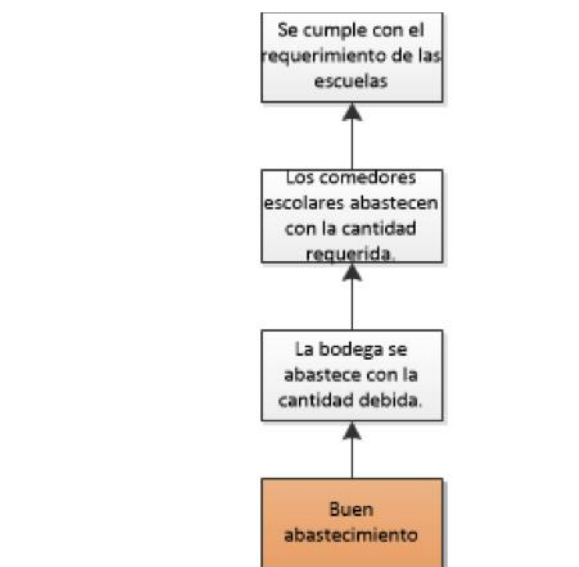 Se cumple con el
requerimiento de las
escuelas
Los comedores
escolares abastecen
con la cantidad
requerida.
La bodega se
abastece con la
cantidad debida.
Buen
abastecimiento